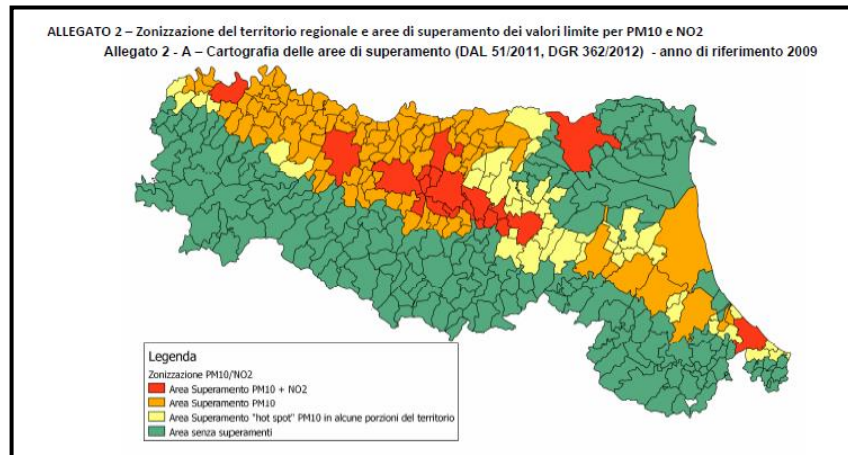 ALLEGATO 2 – Zonizzazione del territorio regionale e aree di superamento dei valori limite per PM10 e NO2
Allegato 2 - A – Cartografia delle aree di superamento (DAL 51/2011, DGR 362/2012) - anno di riferimento 2009
Legenda
Zonizzazione PM10/NO2
Area Superamento PM10 + NO2
Area Superamento PM10
Area Superamento "hot spot" PM10 in alcune porzioni del territorio
Area senza superamenti